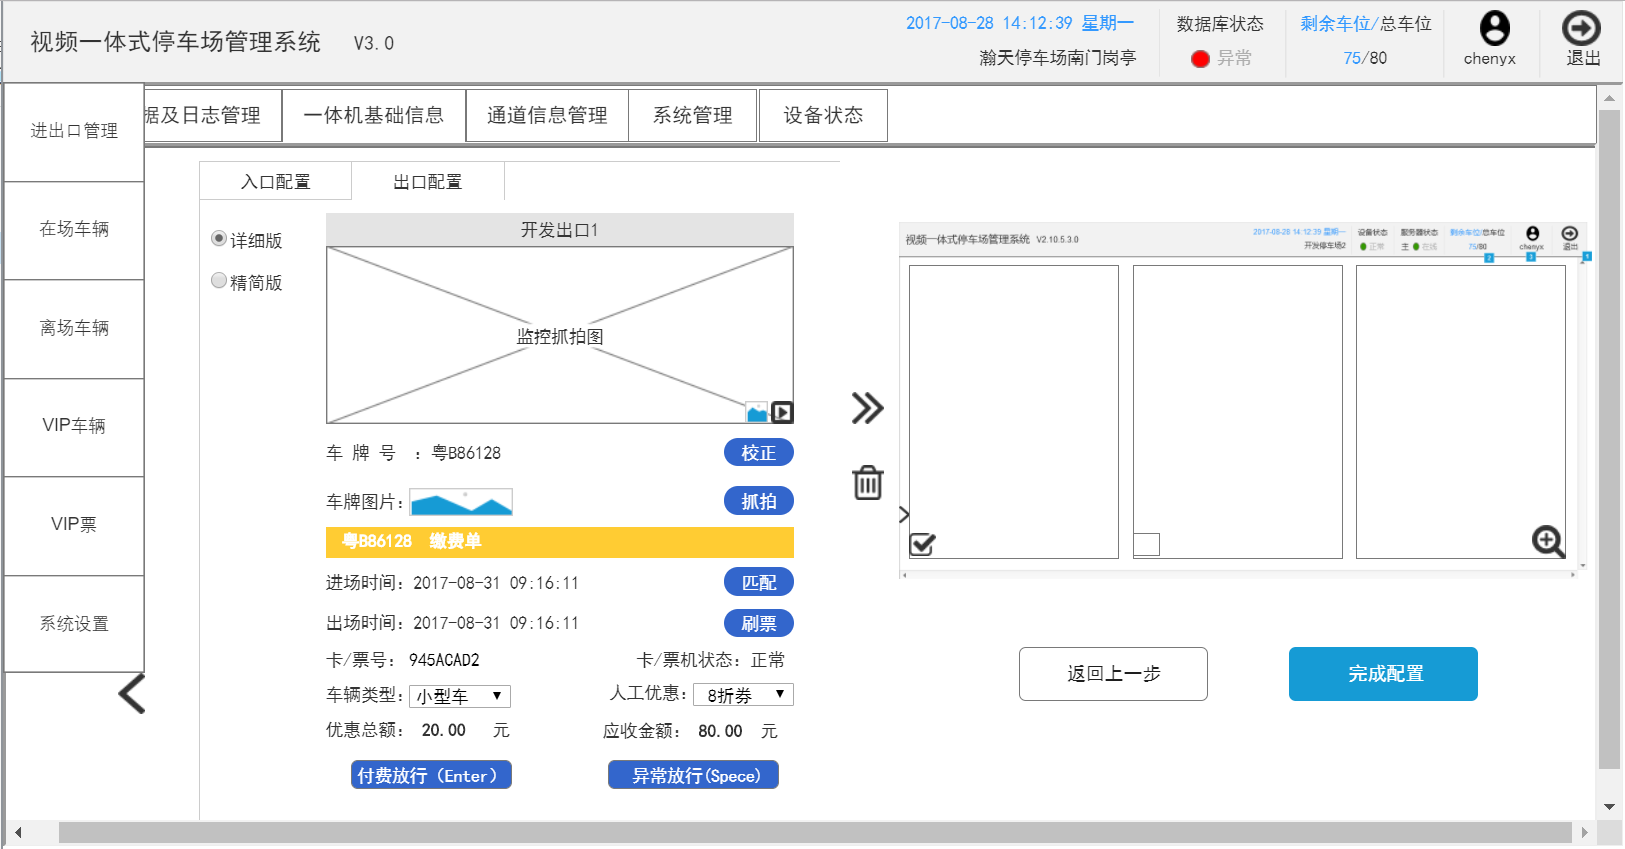 视频一体式停车场管理系统 V3.0
2017-08-28 14:12:39 星期一
瀚天停车场南门岗亭
数据库状态
异常
剩余车位/总车位
75/80
chenyx
退出
进出口管理
在场车辆
离场车辆
VIP车辆
VIP票
系统设置
据及日志管理
一体机基础信息
通道信息管理
系统管理
设备状态
入口配置
出口配置
详细版
精简版
开发出口1
监控抓拍图
车 牌 号 ：粤B86128
校正
车牌图片：
抓拍
粤B86128 缴费单
进场时间：2017-08-31 09:16:11
匹配
出场时间：2017-08-31 09:16:11
刷票
卡/票号： 945ACAD2
卡/票机状态：正常
车辆类型：小型车
人工优惠： 8折券
优惠总额： 20.00 元
应收金额： 80.00 元
付费放行（Enter）
异常放行(Spece)
视频一体式停车场管理系统 V2.10.5.3.0
2017-08-28 14:12:39 星期一
开发停车场2
设备状态
正常
服务器状态
主 在线
剩余车位/总车位
75/80
chenyx
退出
2
3
1
返回上一步
完成配置